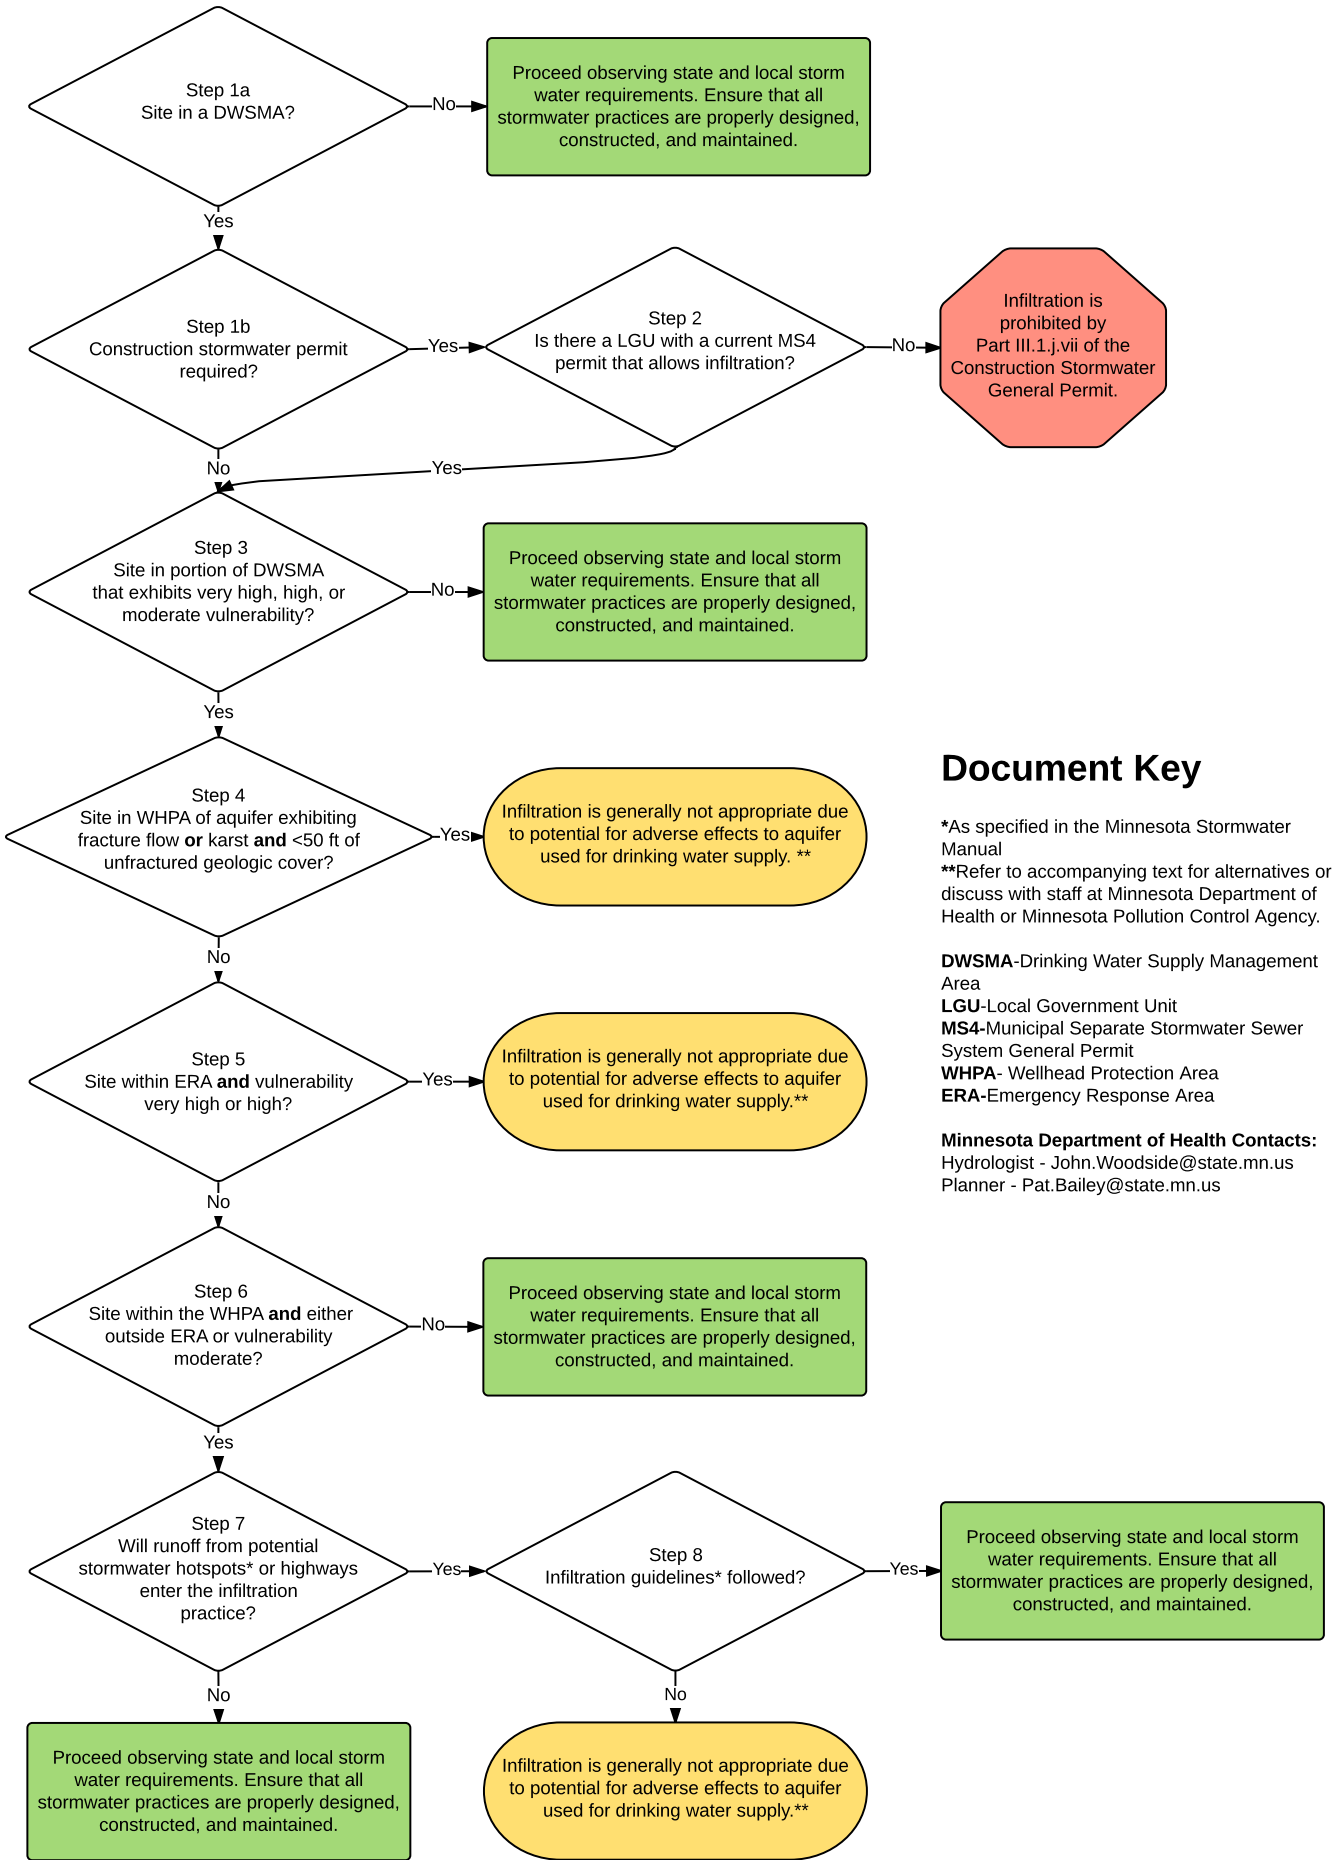 Step 1a
Site in a DWSMA?
No
Proceed observing state and local storm
water requirements. Ensure that all
stormwater practices are properly designed,
constructed, and maintained.
Yes
Step 1b
Construction stormwater permit
required?
Yes
Step 2
Is there a LGU with a current MS4
permit that allows infiltration?
No
Infiltration is
prohibited by
Part III.1.j.vii of the
Construction Stormwater
General Permit.
No
Yes
Step 3
Site in portion of DWSMA
that exhibits very high, high, or
moderate vulnerability?
No
Proceed observing state and local storm
water requirements. Ensure that all
stormwater practices are properly designed,
constructed, and maintained.
Yes
Step 4
Site in WHPA of aquifer exhibiting
fracture flow or karst and <50 ft of
unfractured geologic cover?
Yes
Infiltration is generally not appropriate due
to potential for adverse effects to aquifer
used for drinking water supply. **
No
Step 5
Site within ERA and vulnerability
very high or high?
Yes
Infiltration is generally not appropriate due
to potential for adverse effects to aquifer
used for drinking water supply.**
No
Document Key
*As specified in the Minnesota Stormwater
Manual
**Refer to accompanying text for alternatives or
discuss with staff at Minnesota Department of
Health or Minnesota Pollution Control Agency.
DWSMA-Drinking Water Supply Management
Area
LGU-Local Government Unit
MS4-Municipal Separate Stormwater Sewer
System General Permit
WHPA- Wellhead Protection Area
ERA-Emergency Response Area
Minnesota Department of Health Contacts:
Hydrologist - John.Woodside@state.mn.us
Planner - Pat.Bailey@state.mn.us
Step 6
Site within the WHPA and either
outside ERA or vulnerability
moderate?
No
Proceed observing state and local storm
water requirements. Ensure that all
stormwater practices are properly designed,
constructed, and maintained.
Yes
Step 7
Will runoff from potential
stormwater hotspots* or highways
enter the infiltration
practice?
Yes
Step 8
Infiltration guidelines* followed?
Yes
Proceed observing state and local storm
water requirements. Ensure that all
stormwater practices are properly designed,
constructed, and maintained.
No
No
Proceed observing state and local storm
water requirements. Ensure that all
stormwater practices are properly designed,
constructed, and maintained.
Infiltration is generally not appropriate due
to potential for adverse effects to aquifer
used for drinking water supply.**